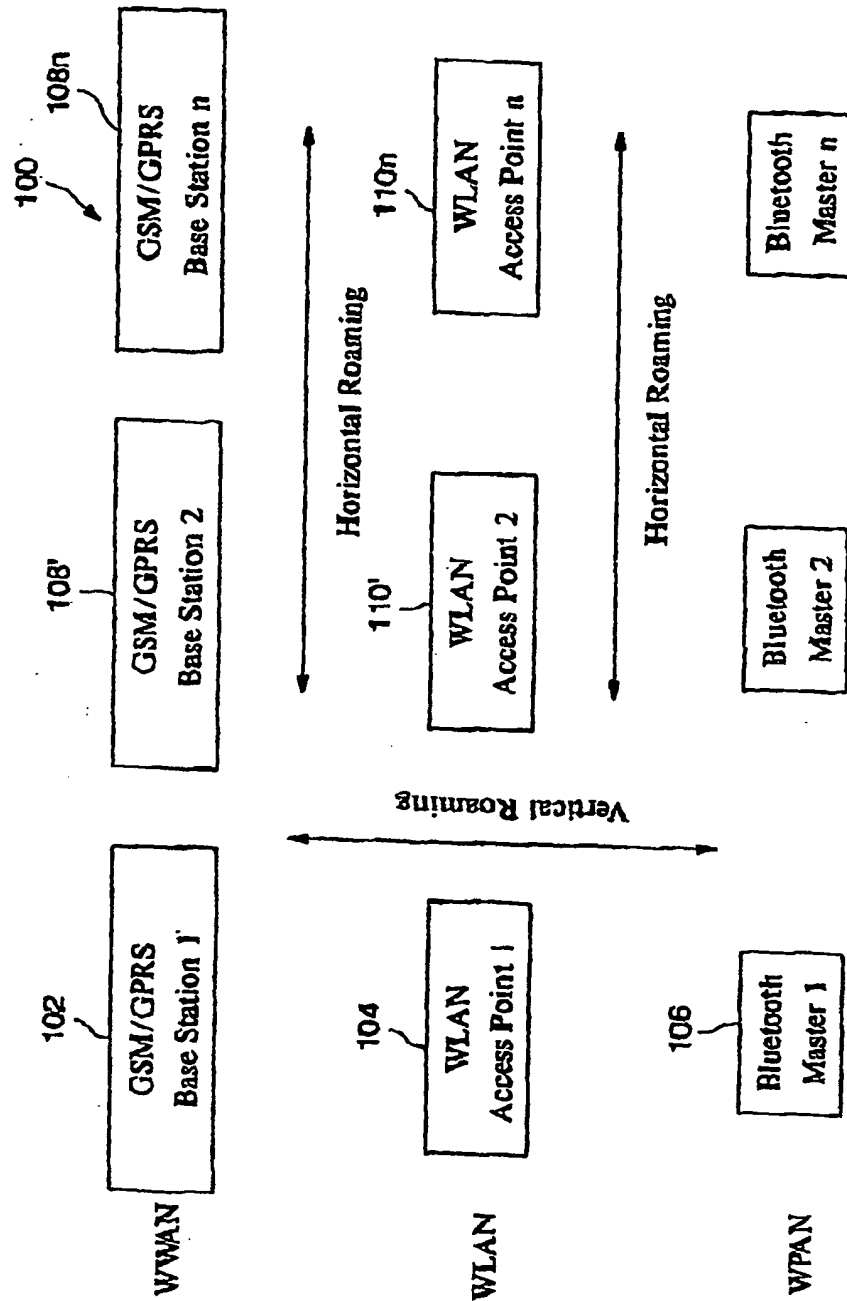 100
102
108'
108n
WWAN
GSM/GPRS
Base Station 1
GSM/GPRS
Base Station 2
GSM/GPRS
Base Station n
Horizontal Roaming
Vertical Roaming
104
110'
110n
WLAN
WLAN
Access Point 1
WLAN
Access Point 2
WLAN
Access Point n
Horizontal Roaming
106
WPAN
Bluetooth
Master 1
Bluetooth
Master 2
Bluetooth
Master n